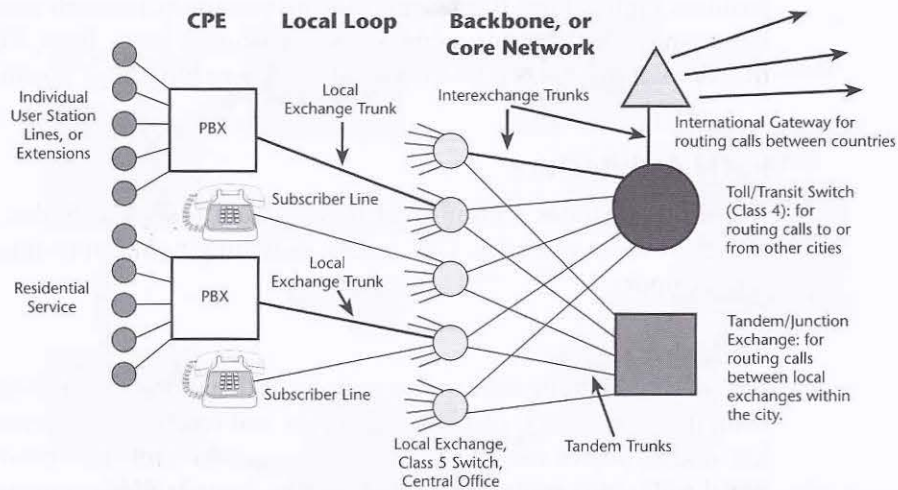 CPE
Local Loop
Backbone, or
Core Network
Individual
User Station
Lines, or
Extensions
PBX
Local
Exchange Trunk
Interexchange Trunks
International Gateway for
routing calls between countries
Subscriber Line
Toll/Transit Switch
(Class 4): for
routing calls to or
from other cities
Residential
Service
PBX
Local
Exchange Trunk
Tandem/Junction
Exchange: for
routing calls
between local
exchanges within
the city.
Subscriber Line
Local Exchange,
Class 5 Switch,
Central Office
Tandem Trunks